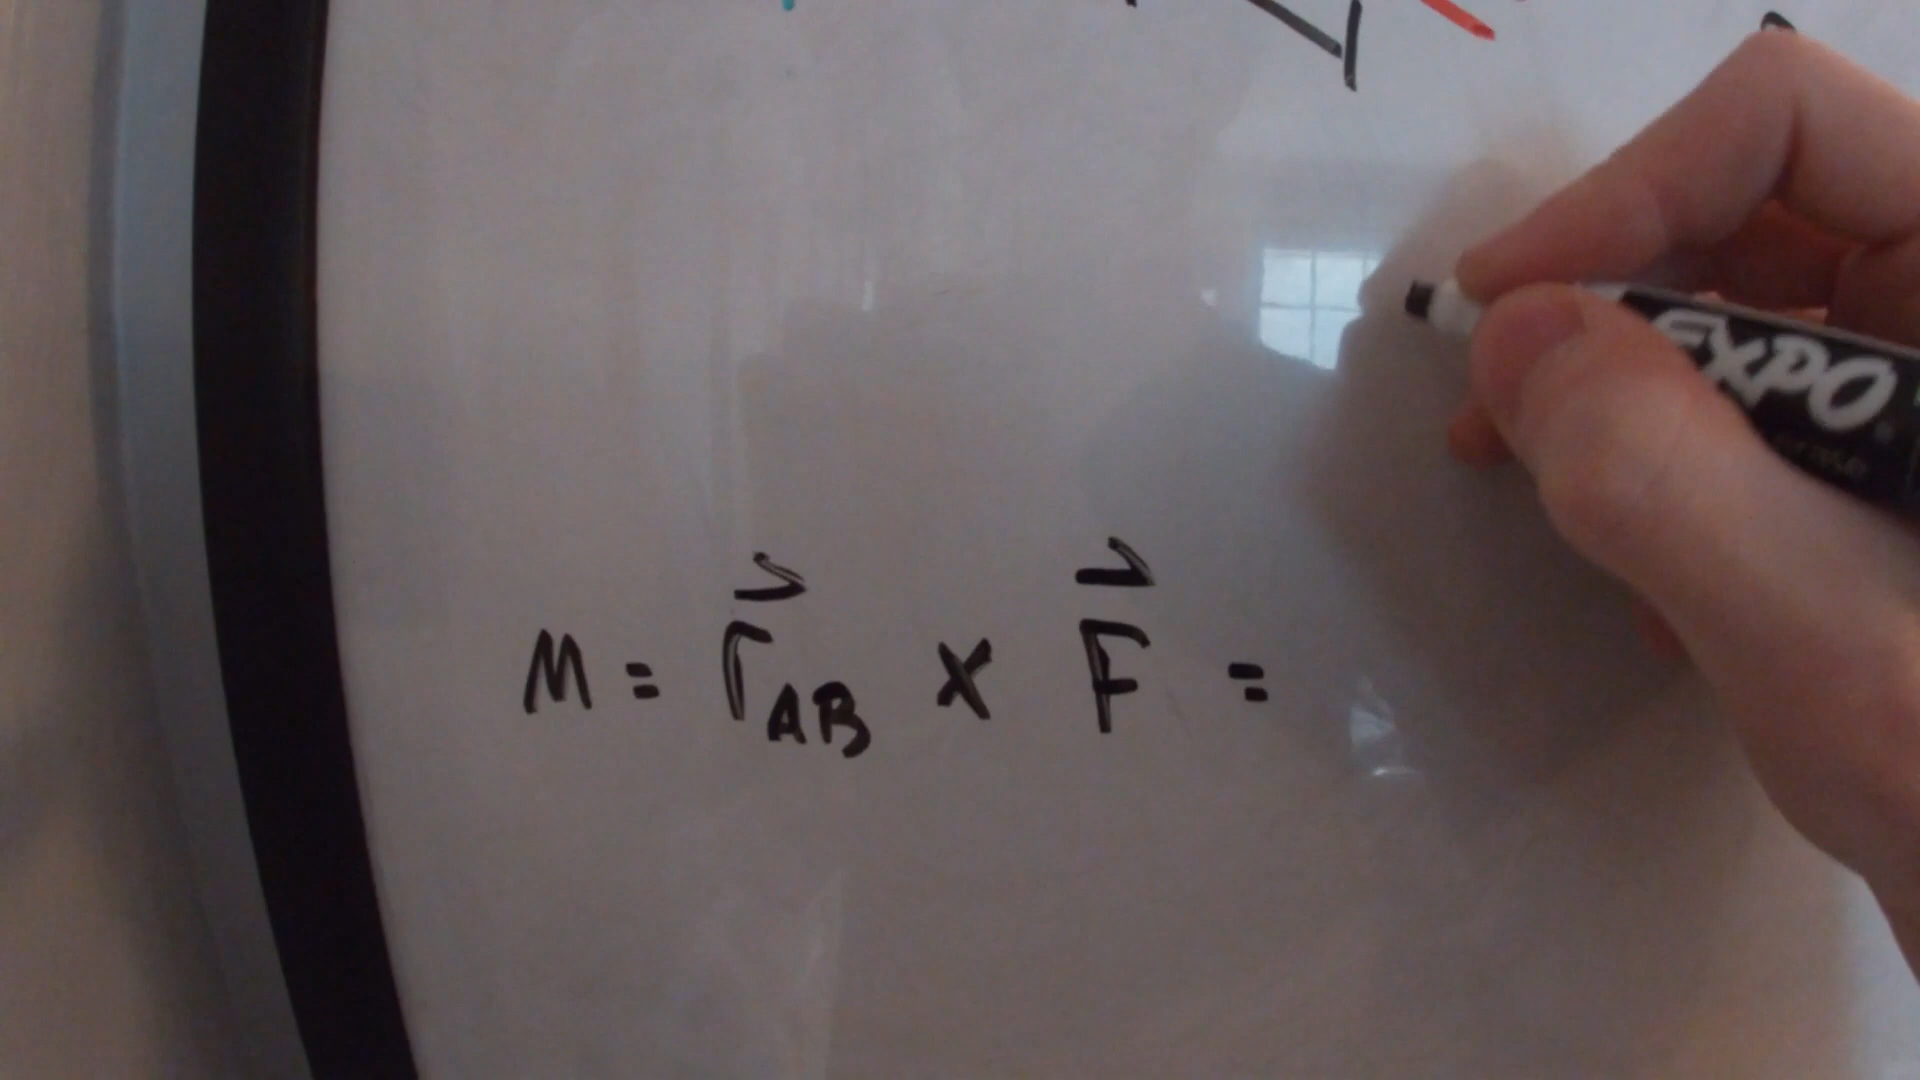 EXPO
M = r⃗AB x F⃗ =